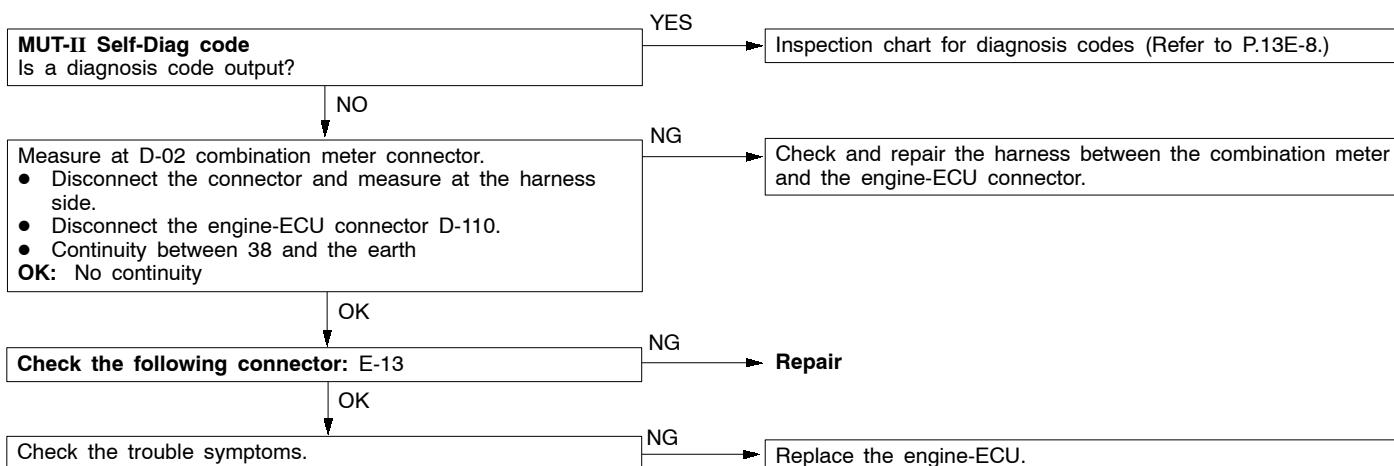 YES
MUT-II Self-Diag code
Is a diagnosis code output?
Inspection chart for diagnosis codes (Refer to P.13E-8.)
NO
NG
Measure at D-02 combination meter connector.
● Disconnect the connector and measure at the harness
side.
● Disconnect the engine-ECU connector D-110.
● Continuity between 38 and the earth
OK: No continuity
Check and repair the harness between the combination meter
and the engine-ECU connector.
OK
NG
Check the following connector: E-13
Repair
OK
NG
Check the trouble symptoms.
Replace the engine-ECU.